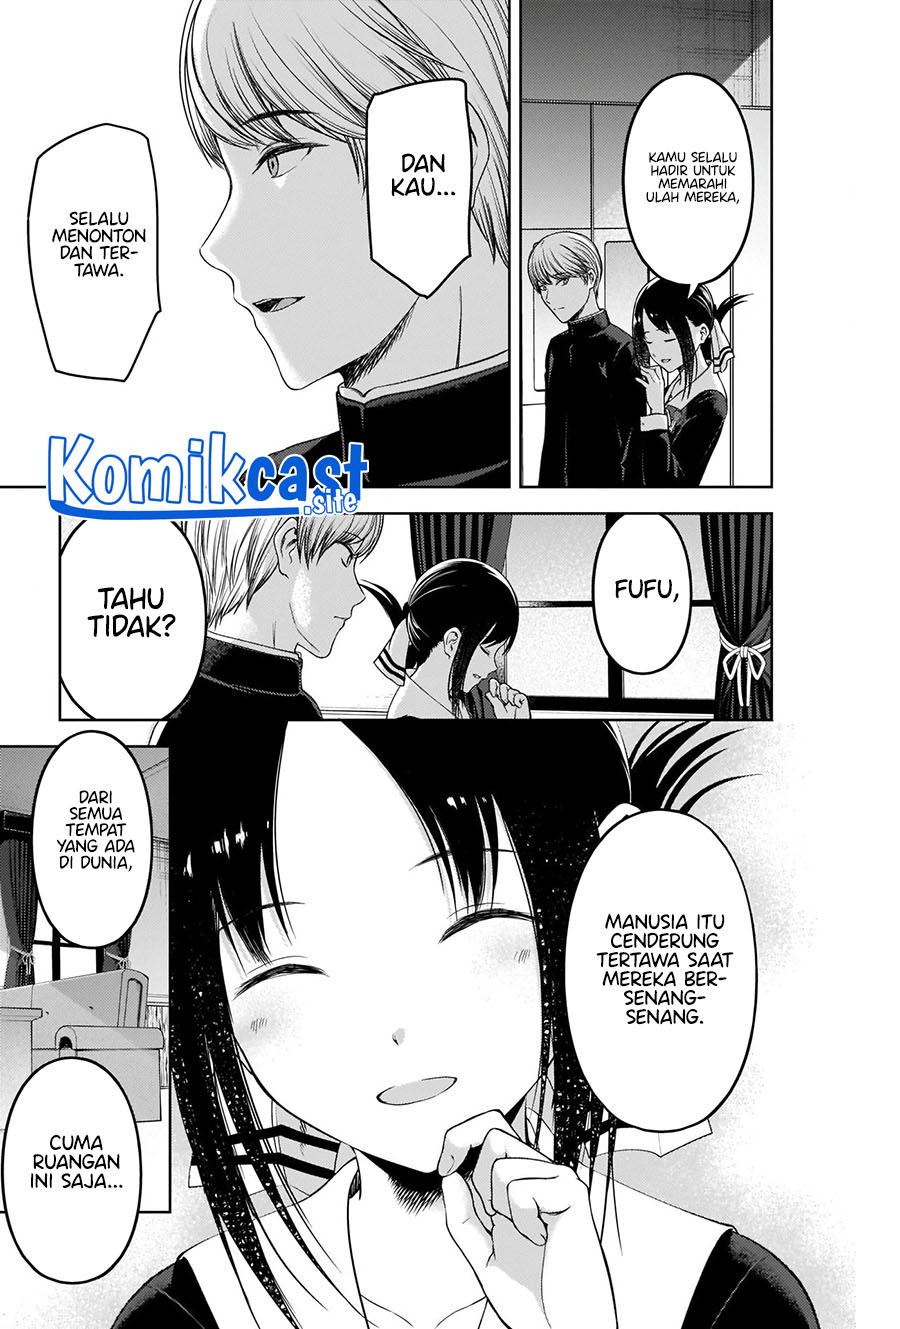 KAMU SELALU
HADIR UNTUK
MEMARAHI
ULAH MEREKA,
DAN
KAU...
SELALU
MENONTON
DAN TER-
TAWA.
Komikcast
.site
FUFU,
TAHU
TIDAK?
MANUSIA ITU
CENDERUNG
TERTAWA SAAT
MEREKA BER-
SENANG-
SENANG.
DARI
SEMUA
TEMPAT
YANG ADA
DI DUNIA,
CUMA
RUANGAN
INI SAJA...